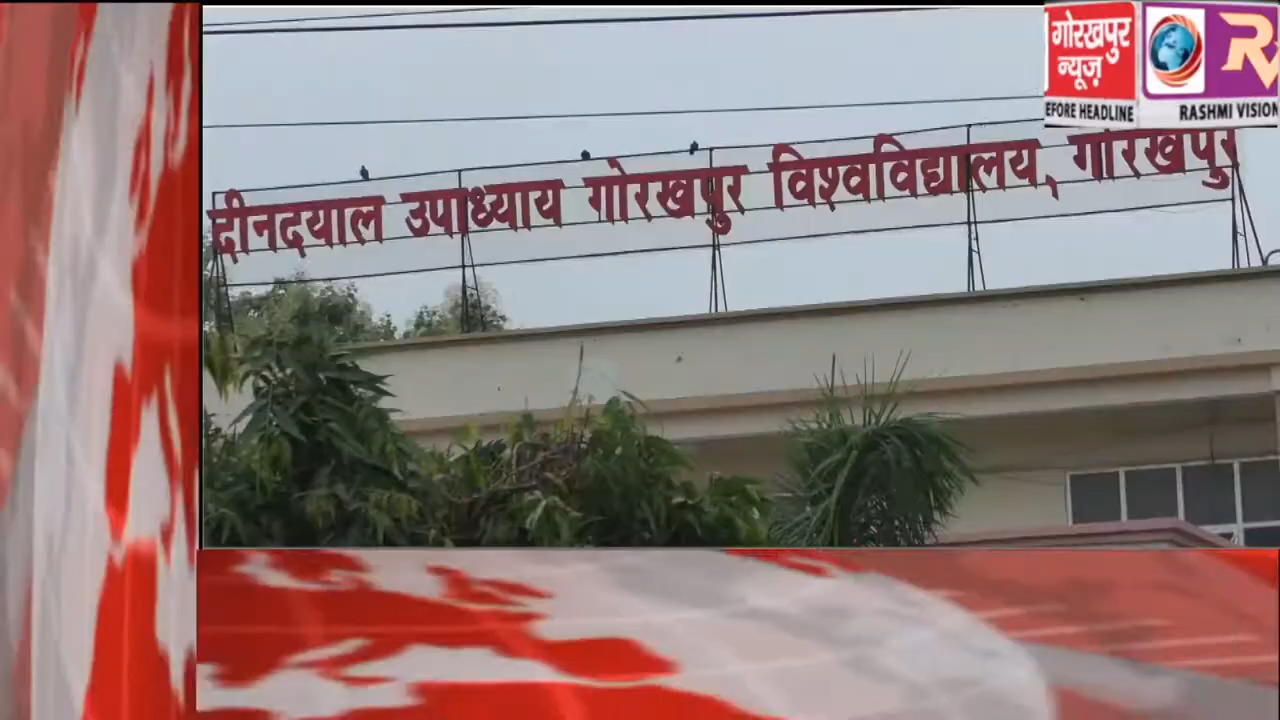 गोरखपुर
न्यूज़
EFORE HEADLINE
RASHMI VISION
दीनदयाल उपाध्याय गोरखपुर विश्वविद्यालय, गोरखपुर